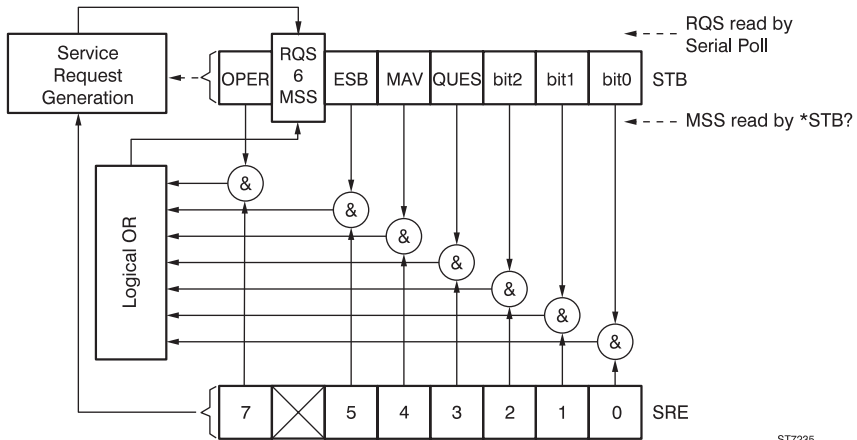 RQS read by
Serial Poll
Service
Request
Generation
OPER
RQS
6
MSS
ESB
MAV
QUES
bit2
bit1
bit0
STB
MSS read by *STB?
&
&
&
&
&
&
&
Logical OR
7
5
4
3
2
1
0
SRE
ST7235